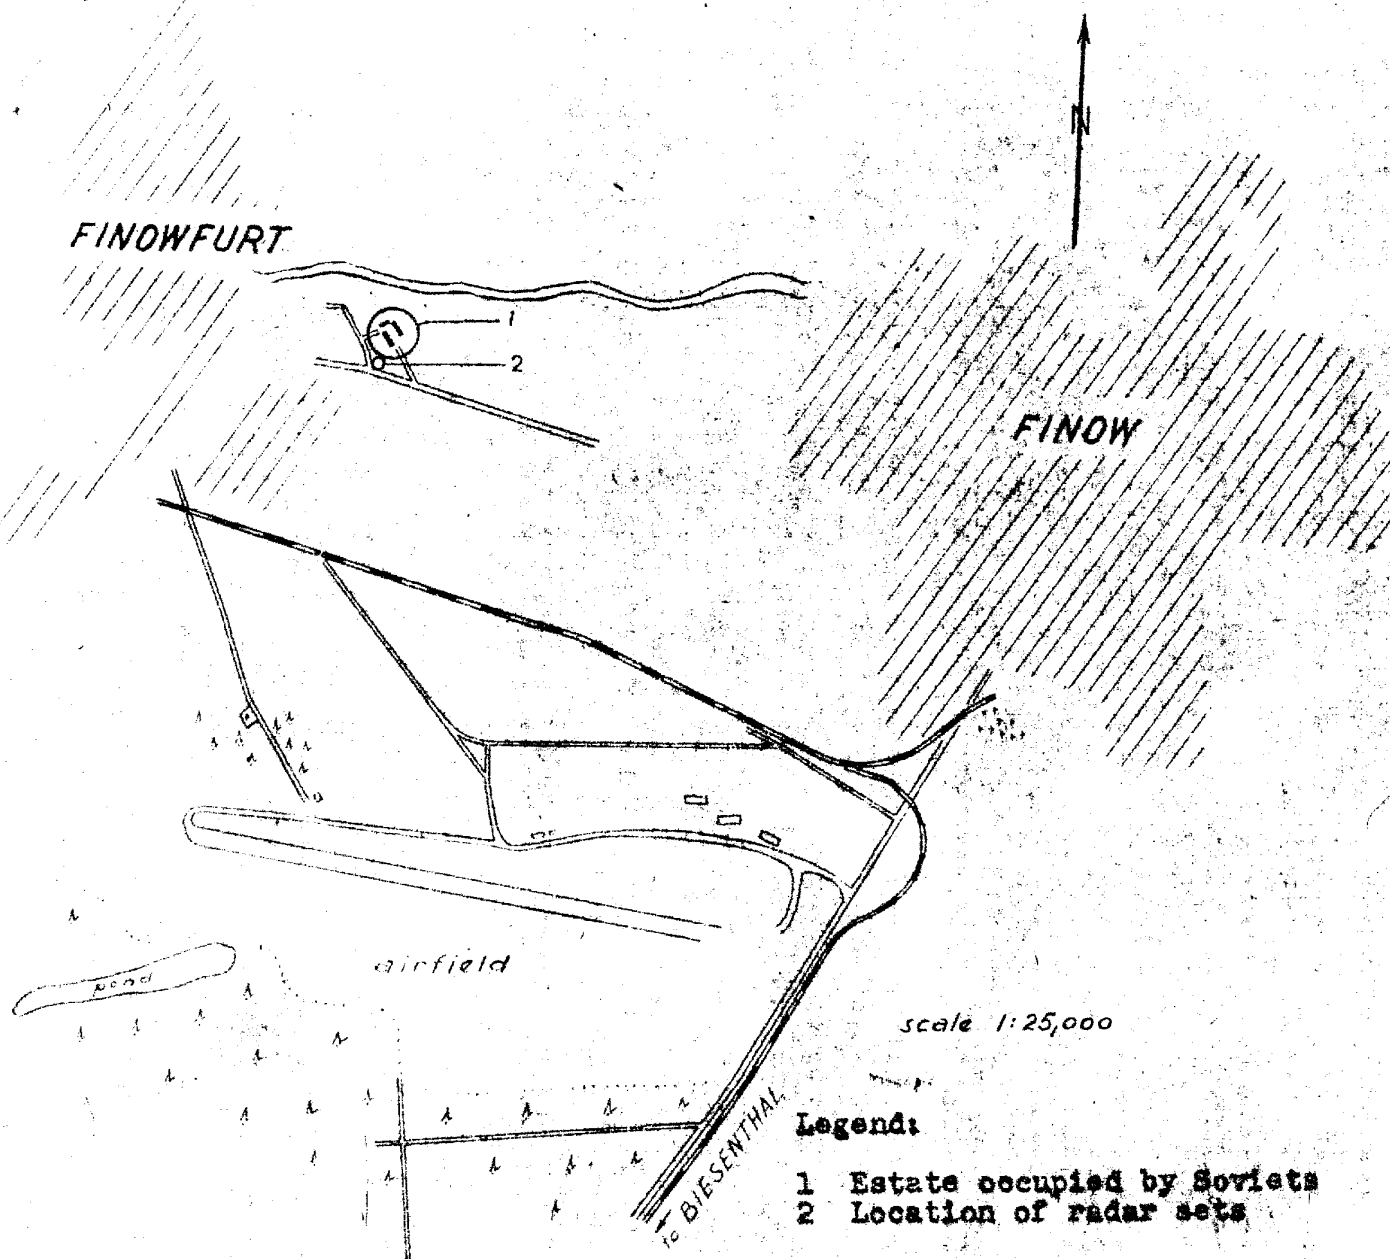 N
FINOWFURT
1
2
FINOW
airfield
pond
scale 1:25,000
to BIESENTHAL
Legend:
1 Estate occupied by Soviets
2 Location of radar sets